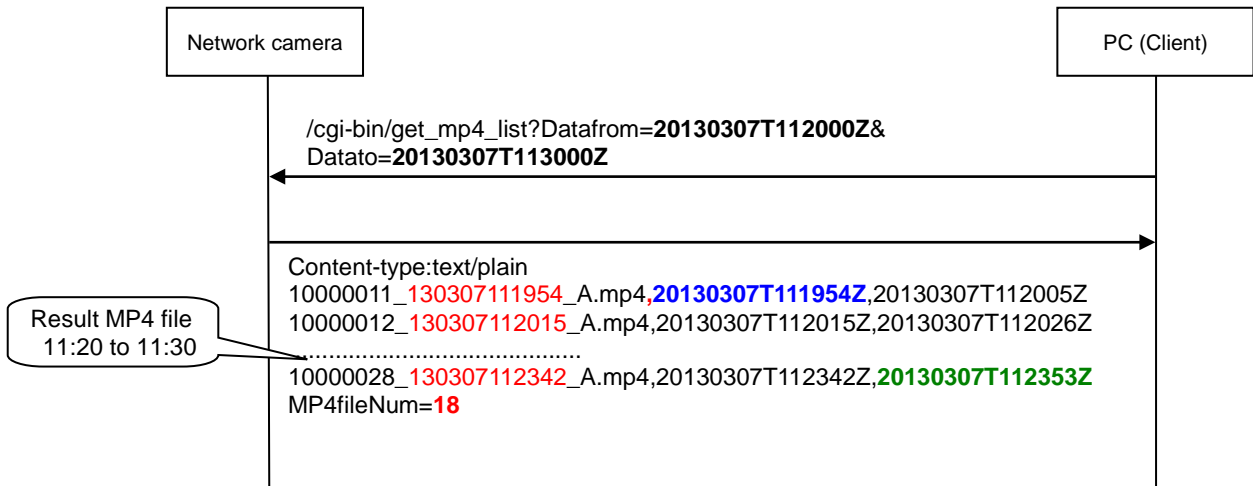 Network camera
PC (Client)
/cgi-bin/get_mp4_list?Datafrom=20130307T112000Z&
Datato=20130307T113000Z
Content-type:text/plain
10000011_130307111954_A.mp4,20130307T111954Z,20130307T112005Z
10000012_130307112015_A.mp4,20130307T112015Z,20130307T112026Z
...........................................
10000028_130307112342_A.mp4,20130307T112342Z,20130307T112353Z
MP4fileNum=18
Result MP4 file
11:20 to 11:30